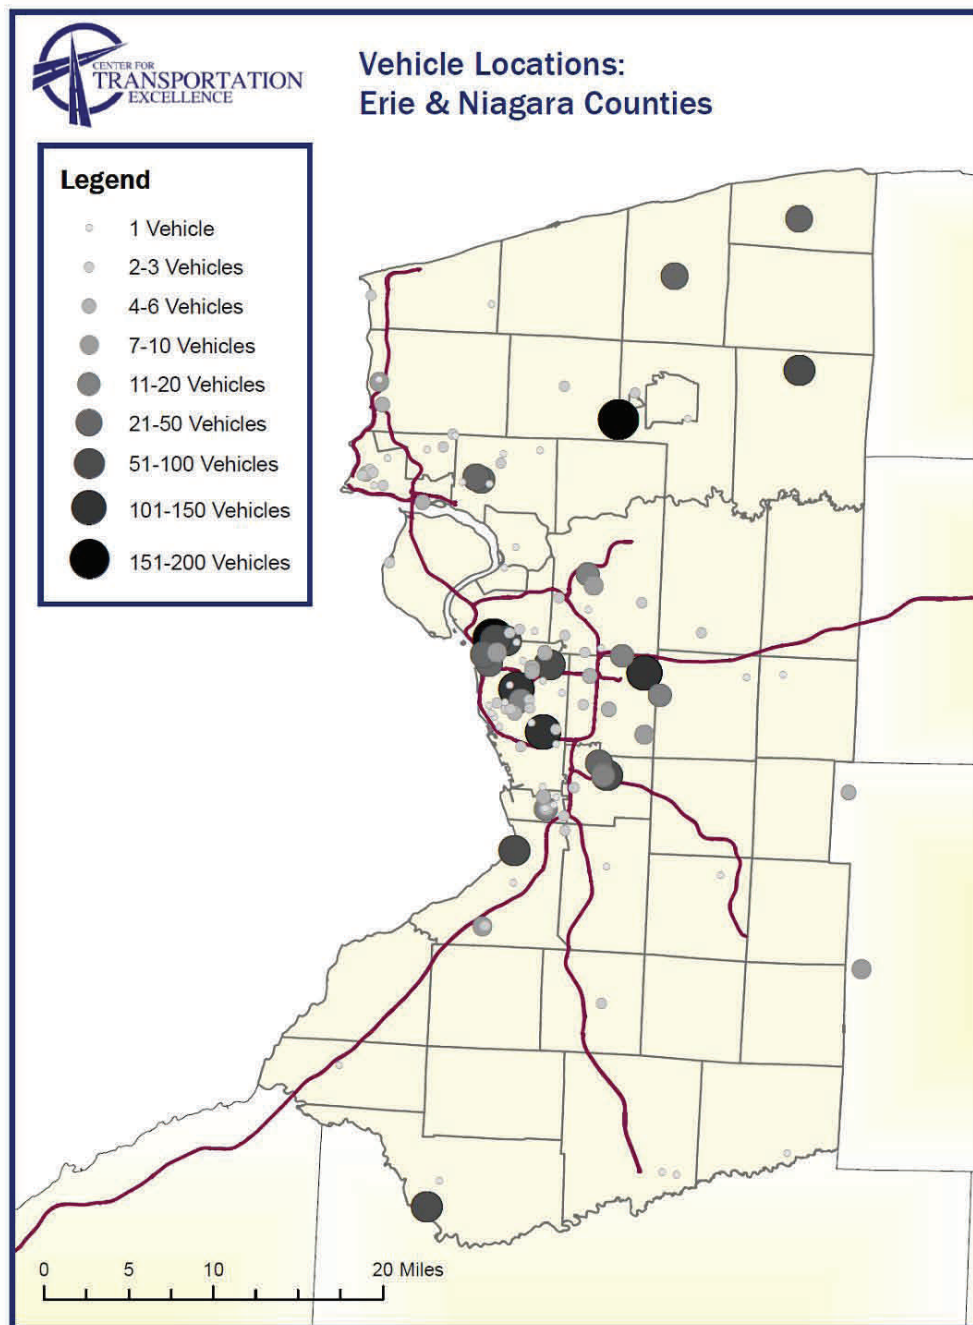 CENTER FOR
TRANSPORTATION
EXCELLENCE
Vehicle Locations:
Erie & Niagara Counties
Legend
1 Vehicle
2-3 Vehicles
4-6 Vehicles
7-10 Vehicles
11-20 Vehicles
21-50 Vehicles
51-100 Vehicles
101-150 Vehicles
151-200 Vehicles
0 5 10 20 Miles